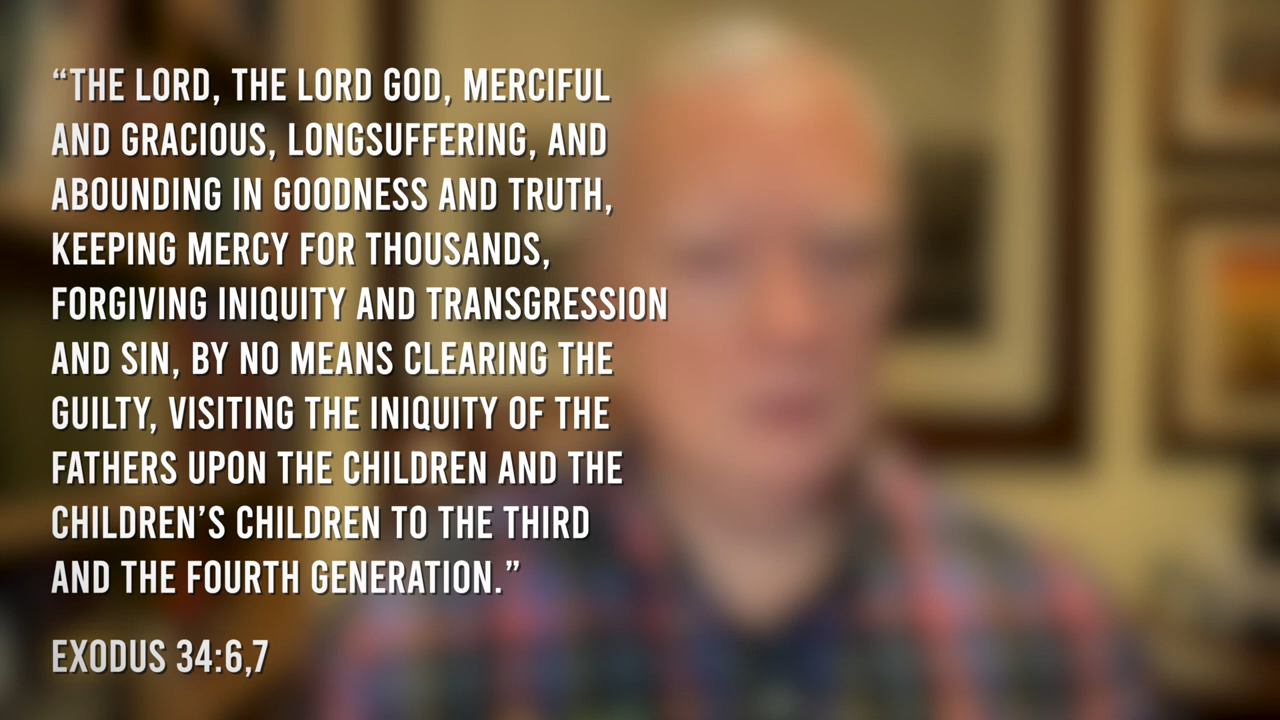 “THE LORD, THE LORD GOD, MERCIFUL
AND GRACIOUS, LONGSUFFERING, AND
ABOUNDING IN GOODNESS AND TRUTH,
KEEPING MERCY FOR THOUSANDS,
FORGIVING INIQUITY AND TRANSGRESSION
AND SIN, BY NO MEANS CLEARING THE
GUILTY, VISITING THE INIQUITY OF THE
FATHERS UPON THE CHILDREN AND THE
CHILDREN’S CHILDREN TO THE THIRD
AND THE FOURTH GENERATION.”
EXODUS 34:6,7